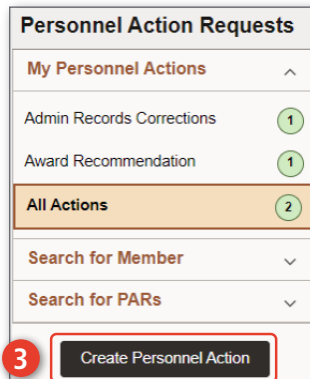 Personnel Action Requests
My Personnel Actions
Admin Records Corrections 1
Award Recommendation 1
All Actions 2
Search for Member
Search for PARs
3 Create Personnel Action